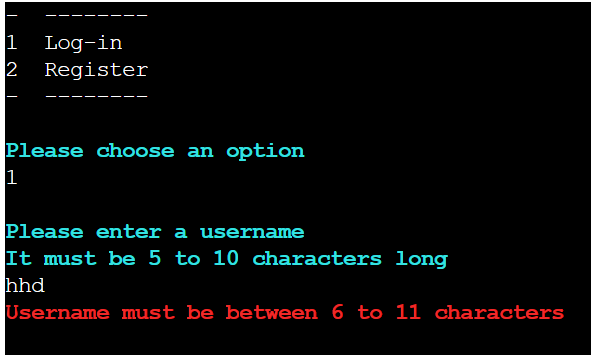 -  --------
1  Log-in
2  Register
-  --------
Please choose an option
1
Please enter a username
It must be 5 to 10 characters long
hhd
Username must be between 6 to 11 characters